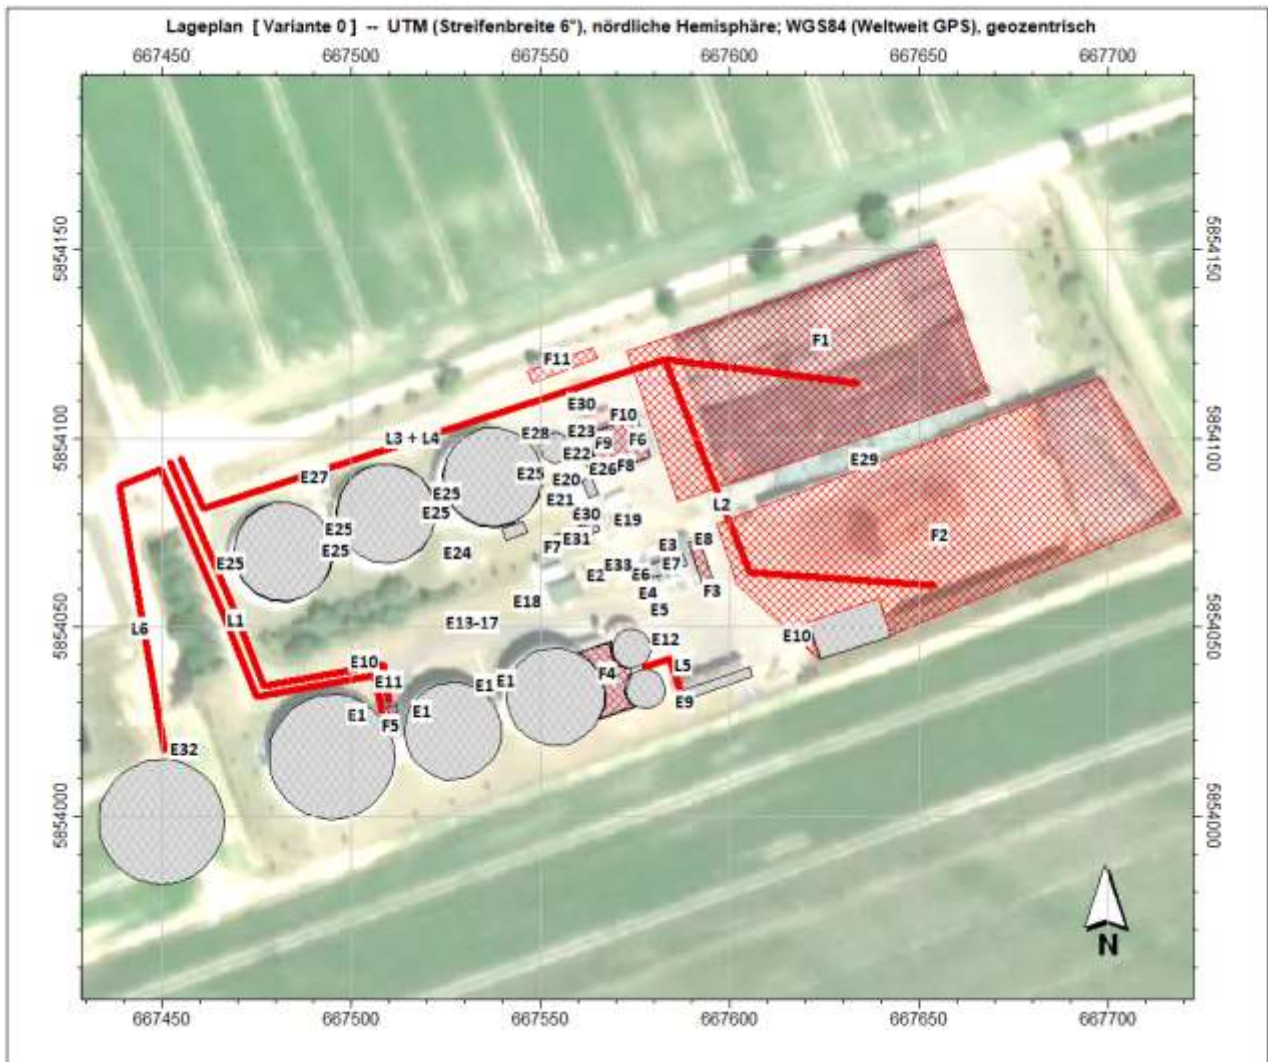 Lageplan [ Variante 0 ] -- UTM (Streifenbreite 6°), nördliche Hemisphäre; WGS84 (Weltweit GPS), geozentrisch
667450 667500 667550 667600 667650 667700
5854150 5854150
F1
F11
E30
F10
5854100 5854100
L3 + L4
E28 E23 F9 F6
E22
E29
E25 E26 F8
E27
E20
E25
E21
L2
E25
E30 E19
F2
E25
E31
F7 E3 E8
E25
E24
E25
E33 E7
E2 E6
E4 F3
E18
E5
5854050 5854050
L1
E13-17
L6
E12 E10
E10
L5
F4
E11
E1 E1
E9
E1 E1
F5
E32
5854000 5854000
N
667450 667500 667550 667600 667650 667700